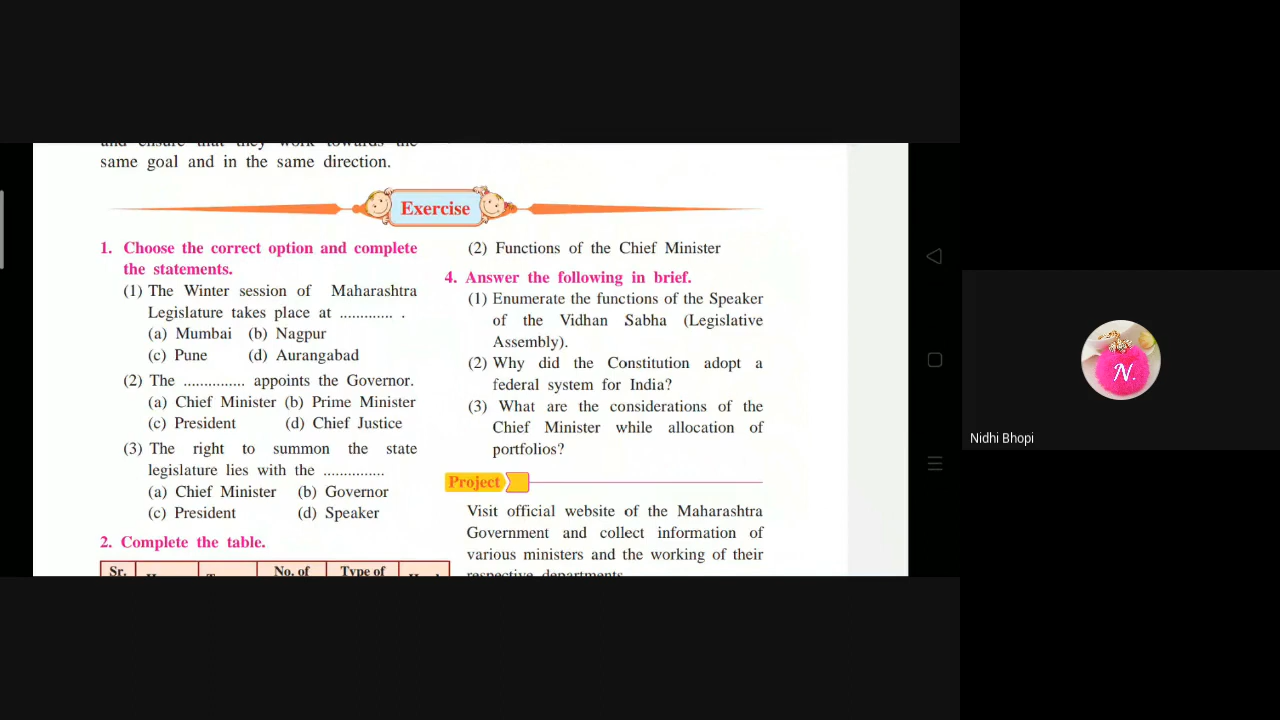 same goal and in the same direction.
Exercise
1. Choose the correct option and complete
the statements.
(1) The Winter session of Maharashtra
Legislature takes place at ............. .
(a) Mumbai (b) Nagpur
(c) Pune (d) Aurangabad
(2) The ............... appoints the Governor.
(a) Chief Minister (b) Prime Minister
(c) President (d) Chief Justice
(3) The right to summon the state
legislature lies with the ...............
(a) Chief Minister (b) Governor
(c) President (d) Speaker
2. Complete the table.
Sr.
No. of
Type of
(2) Functions of the Chief Minister
4. Answer the following in brief.
(1) Enumerate the functions of the Speaker
of the Vidhan Sabha (Legislative
Assembly).
(2) Why did the Constitution adopt a
federal system for India?
(3) What are the considerations of the
Chief Minister while allocation of
portfolios?
Project
Visit official website of the Maharashtra
Government and collect information of
various ministers and the working of their
respective departments
N.
Nidhi Bhopi